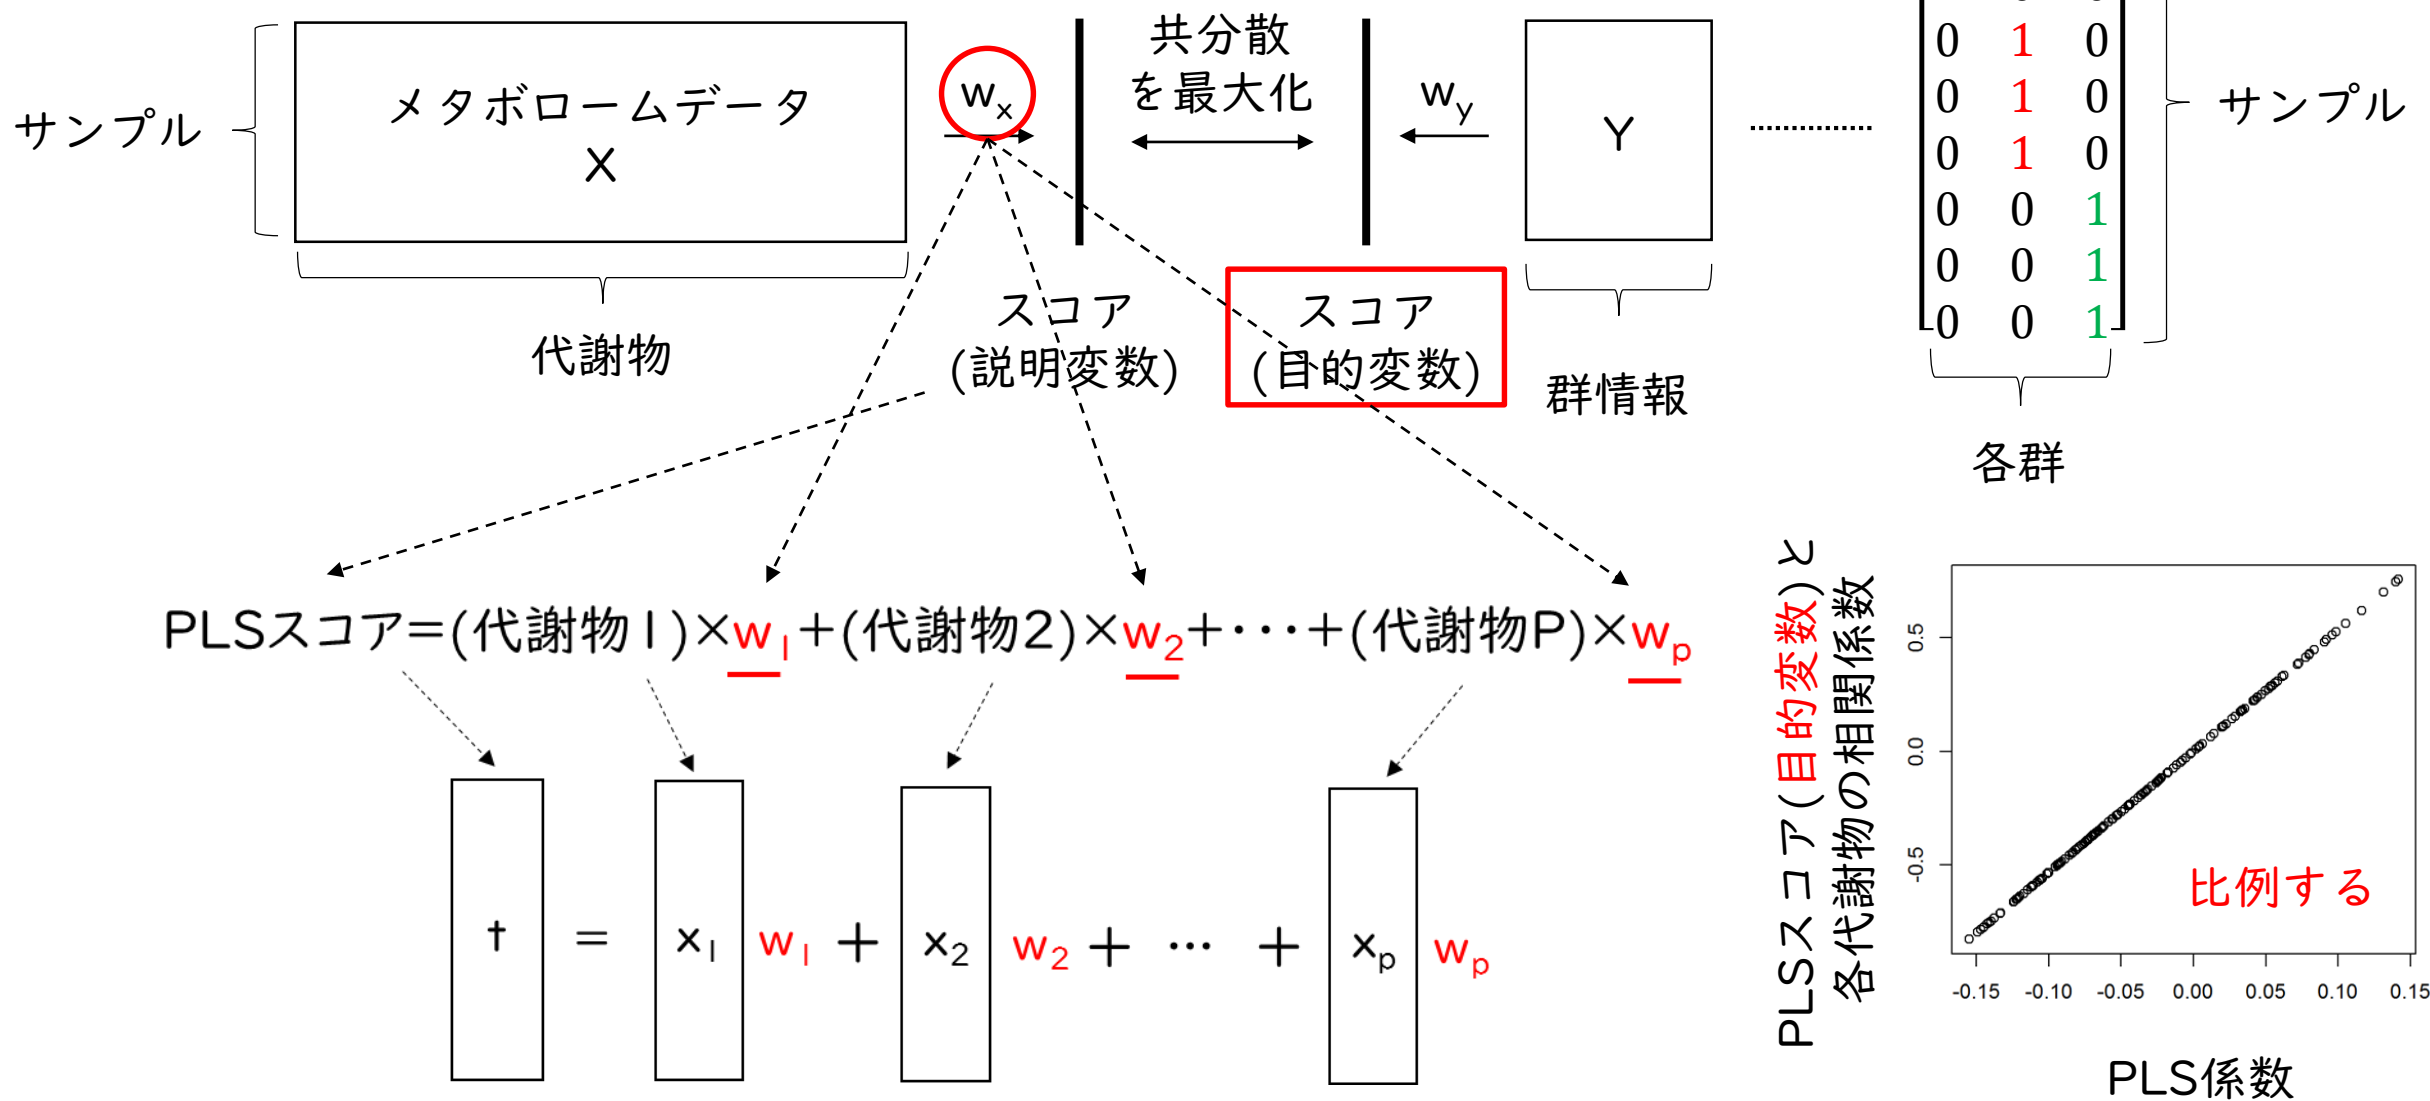 サンプル
メタボロームデータ
X
代謝物
wx
共分散
を最大化
wy
Y
スコア
(説明変数)
スコア
(目的変数)
群情報
0 1 0
0 1 0
0 1 0
0 0 1
0 0 1
0 0 1
サンプル
各群
PLSスコア=(代謝物1)×w1+(代謝物2)×w2+・・・+(代謝物P)×wp
t = x1 w1 + x2 w2 + … + xp wp
PLSスコア(目的変数)と
各代謝物の相関係数
0.5
0.0
-0.5
比例する
-0.15 -0.10 -0.05 0.00 0.05 0.10 0.15
PLS係数